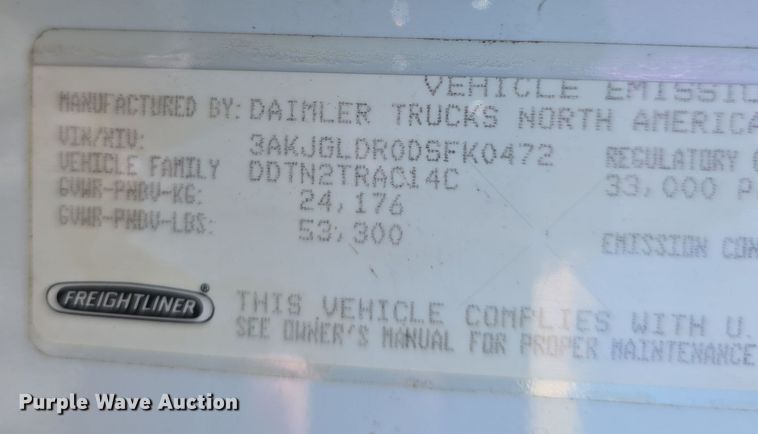 VEHICLE EMISSIO
MANUFACTURED BY: DAIMLER TRUCKS NORTH AMERICA
VIN/NIV: 3AKJGLDR0DSFK0472 REGULATORY
VEHICLE FAMILY DDTN2TRAC14C 33,000 P
GVWR-PNBV-KG: 24,176
GVWR-PNBV-LBS: 53,300
EMISSION CON
FREIGHTLINER®
THIS VEHICLE COMPLIES WITH U.
SEE OWNER'S MANUAL FOR PROPER MAINTENANCE
Purple Wave Auction